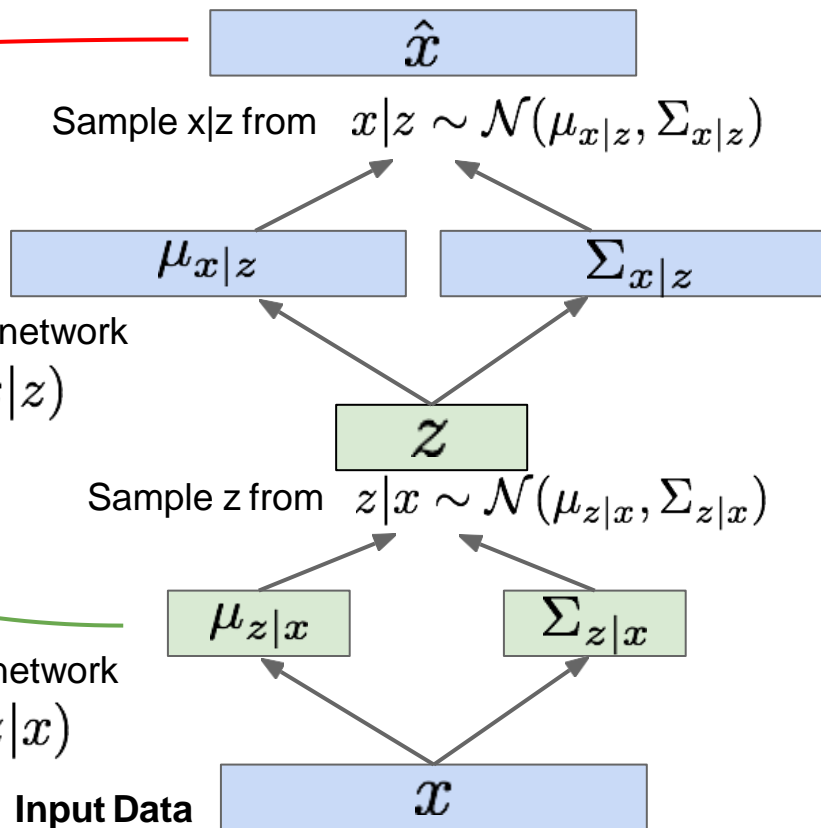 x̂
Sample x|z from x|z ∼ 𝒩(μ_{x|z}, Σ_{x|z})
μ_{x|z} Σ_{x|z}
network
|z)
z
Sample z from z|x ∼ 𝒩(μ_{z|x}, Σ_{z|x})
μ_{z|x} Σ_{z|x}
network
|x)
Input Data x